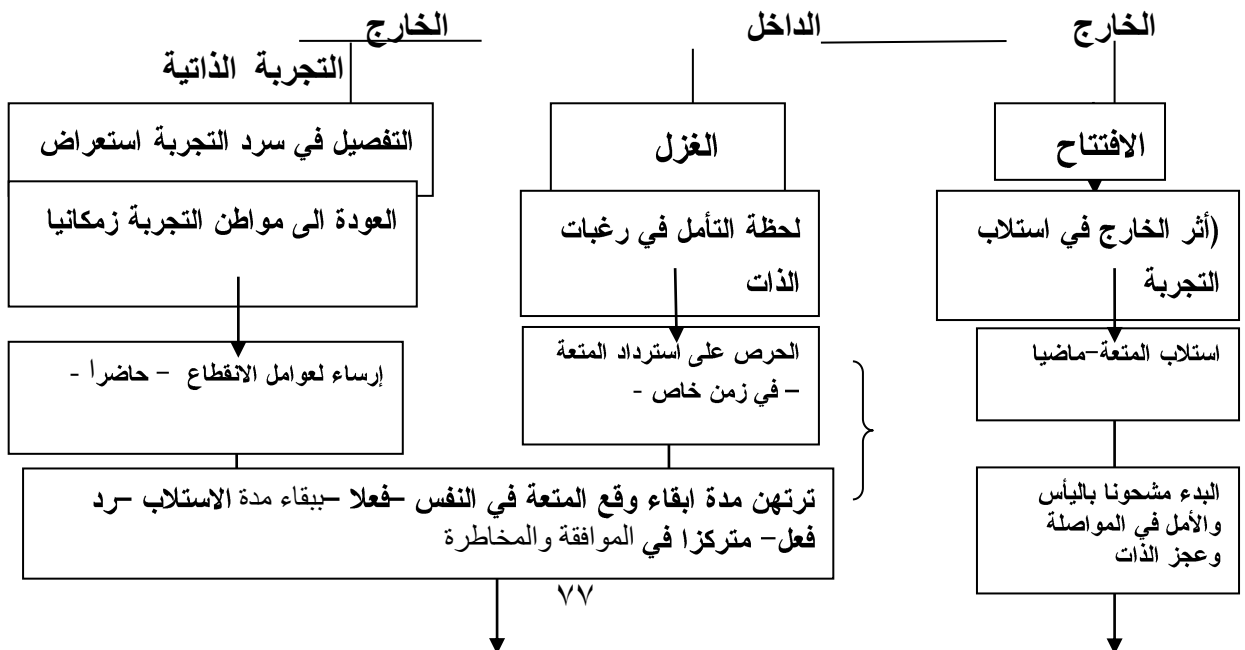 الخارج
الداخل
الخارج
التجربة الذاتية
الافتتاح
الغزل
التفصيل في سرد التجربة استعراض
(أثر الخارج في استلاب
التجربة
لحظة التأمل في رغبات
الذات
العودة الى مواطن التجربة زمكانيا
استلاب المتعة-ماضيا
الحرص على استرداد المتعة
– في زمن خاص -
إرساء لعوامل الانقطاع – حاضراً -
البدء مشحونا باليأس
والأمل في المواصلة
وعجز الذات
ترتهن مدة ابقاء وقع المتعة في النفس –فعلا –ببقاء مدة الاستلاب –رد
فعل– متركزا في الموافقة والمخاطرة
٧٧